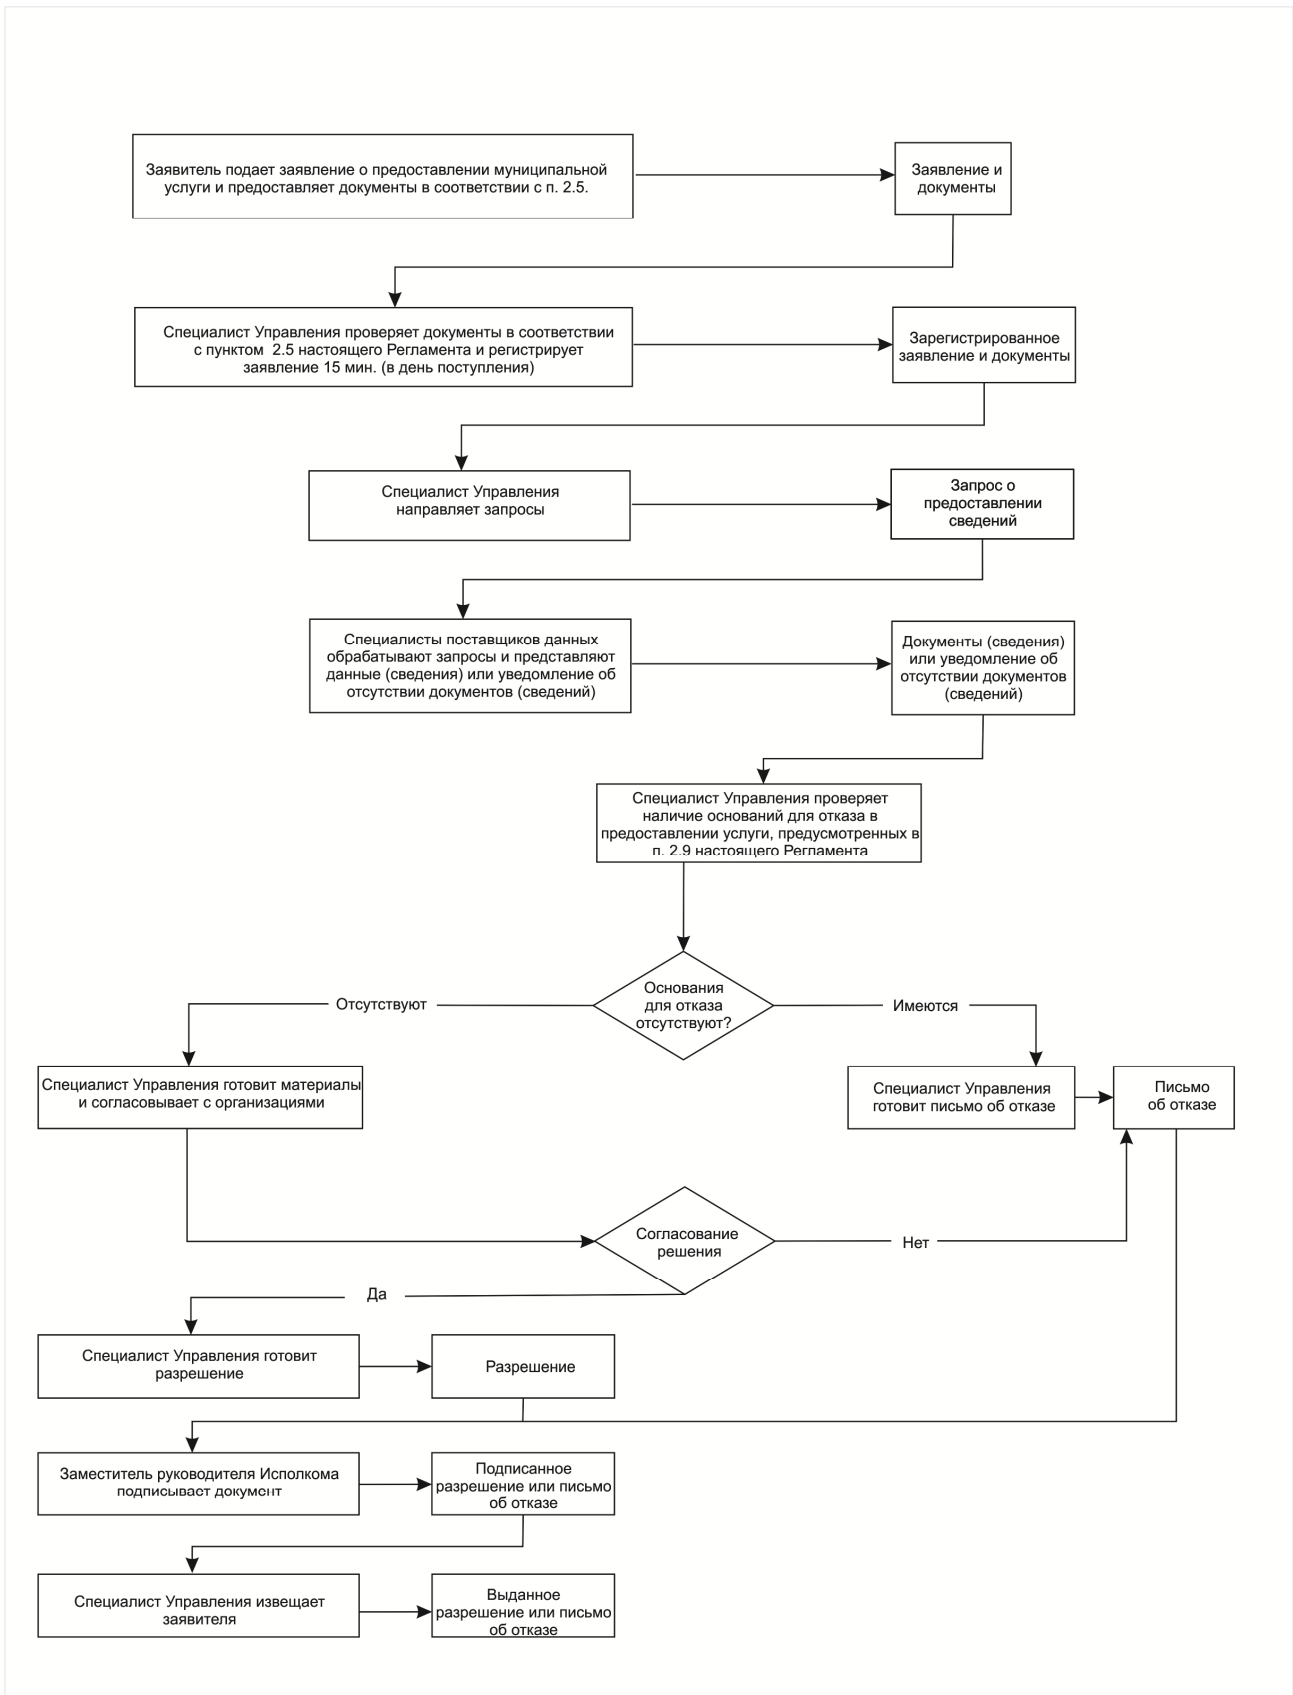 Заявитель подает заявление о предоставлении муниципальной
услуги и предоставляет документы в соответствии с п. 2.5.
Заявление и
документы
Специалист Управления проверяет документы в соответствии
с пунктом 2.5 настоящего Регламента и регистрирует
заявление 15 мин. (в день поступления)
Зарегистрированное
заявление и документы
Специалист Управления
направляет запросы
Запрос о
предоставлении
сведений
Специалисты поставщиков данных
обрабатывают запросы и представляют
данные (сведения) или уведомление об
отсутствии документов (сведений)
Документы (сведения)
или уведомление об
отсутствии документов
(сведений)
Специалист Управления проверяет
наличие оснований для отказа в
предоставлении услуги, предусмотренных в
п. 2.9 настоящего Регламента
Основания
для отказа
отсутствуют?
Отсутствуют
Имеются
Специалист Управления готовит материалы
и согласовывает с организациями
Специалист Управления
готовит письмо об отказе
Письмо
об отказе
Согласование
решения
Нет
Да
Специалист Управления готовит
разрешение
Разрешение
Заместитель руководителя Исполкома
подписывает документ
Подписанное
разрешение или письмо
об отказе
Специалист Управления извещает
заявителя
Выданное
разрешение или письмо
об отказе